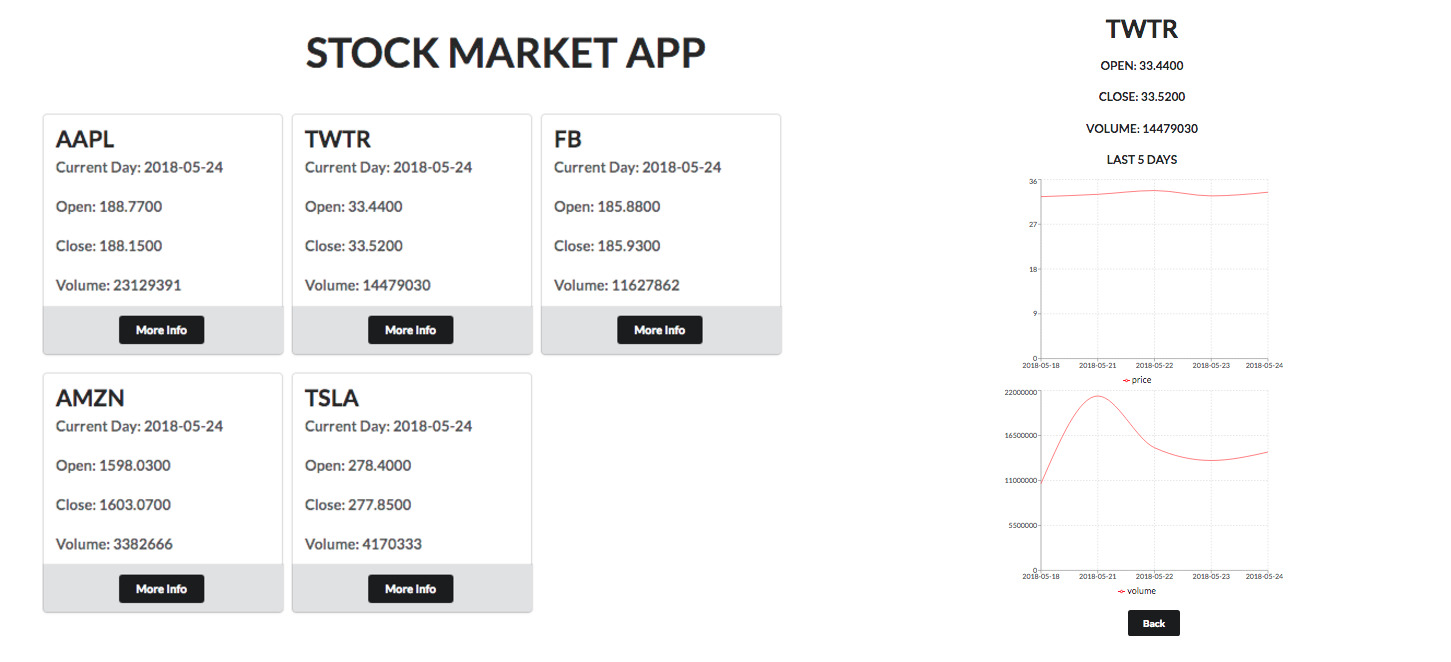 STOCK MARKET APP
AAPL
Current Day: 2018-05-24
Open: 188.7700
Close: 188.1500
Volume: 23129391
More Info
TWTR
Current Day: 2018-05-24
Open: 33.4400
Close: 33.5200
Volume: 14479030
More Info
FB
Current Day: 2018-05-24
Open: 185.8800
Close: 185.9300
Volume: 11627862
More Info
AMZN
Current Day: 2018-05-24
Open: 1598.0300
Close: 1603.0700
Volume: 3382666
More Info
TSLA
Current Day: 2018-05-24
Open: 278.4000
Close: 277.8500
Volume: 4170333
More Info
TWTR
OPEN: 33.4400
CLOSE: 33.5200
VOLUME: 14479030
LAST 5 DAYS
36
27
18
9
0
2018-05-18 2018-05-21 2018-05-22 2018-05-23 2018-05-24
price
22000000
16500000
11000000
5500000
0
2018-05-18 2018-05-21 2018-05-22 2018-05-23 2018-05-24
volume
Back